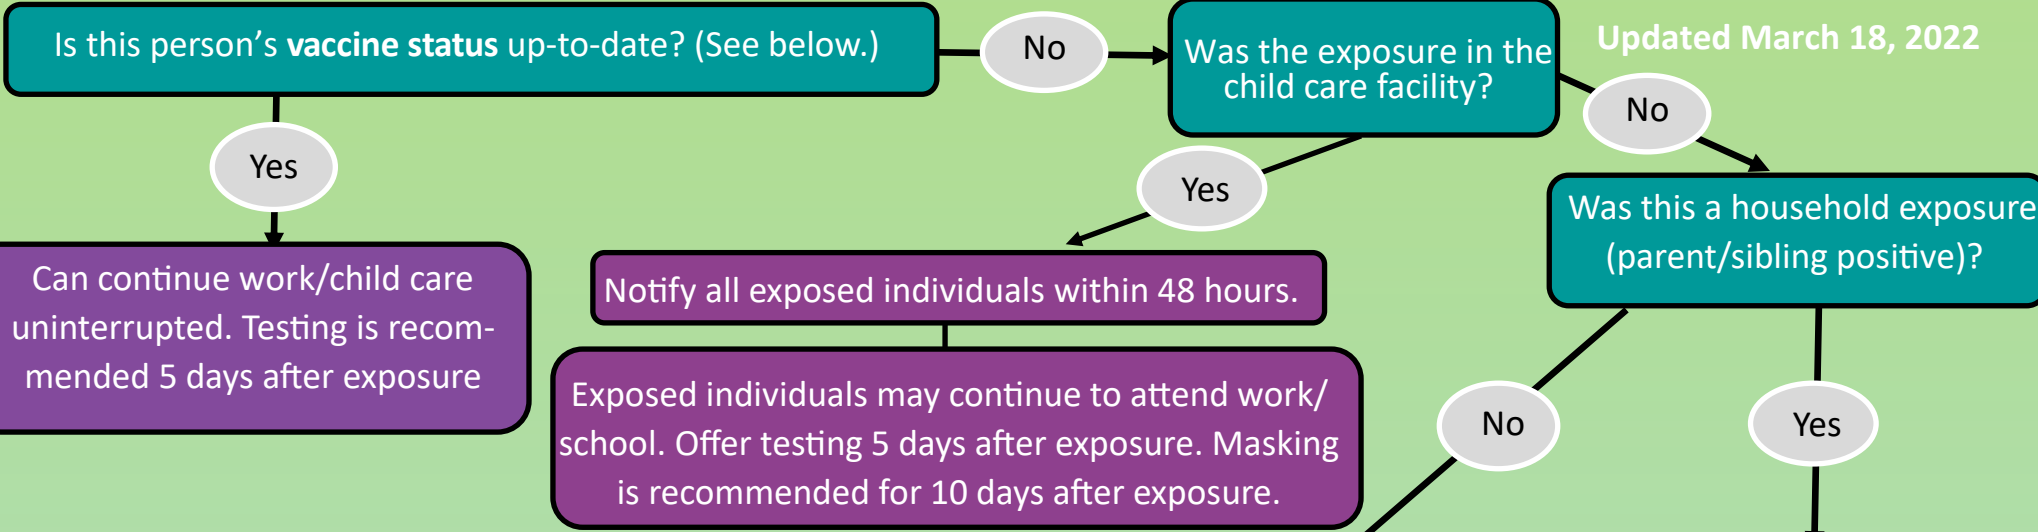 Is this person's vaccine status up-to-date? (See below.)
No
Was the exposure in the
child care facility?
Updated March 18, 2022
No
Yes
Yes
Was this a household exposure
(parent/sibling positive)?
Can continue work/child care
uninterrupted. Testing is recom-
mended 5 days after exposure
Notify all exposed individuals within 48 hours.
Exposed individuals may continue to attend work/
school. Offer testing 5 days after exposure. Masking
is recommended for 10 days after exposure.
No
Yes